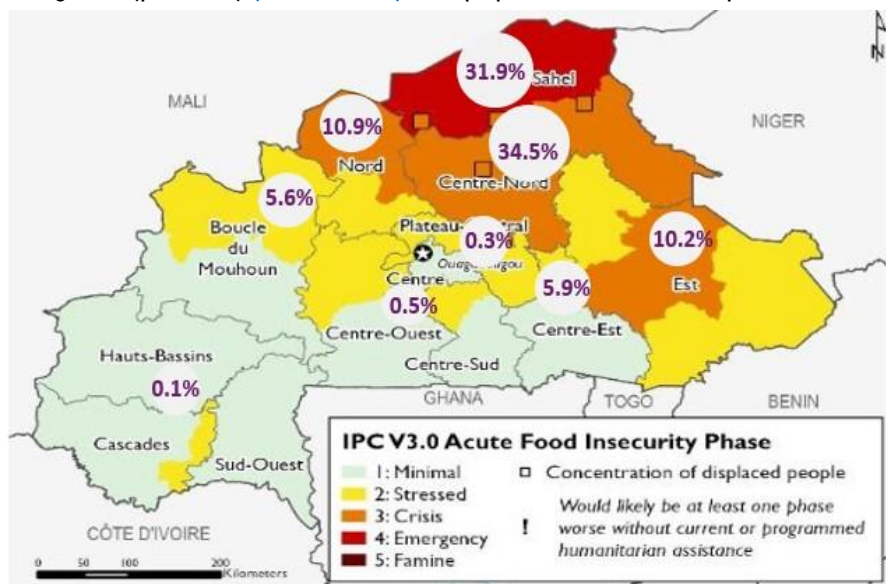 N
31.9%
Sahel
MALI
10.9%
NIGER
34.5%
Nord
Centre-Nord
5.6%
Boucle
du
Mouhoun
0.3%
10.2%
Centre
Est
0.5%
5.9%
Centre-Ouest
Centre-Est
Hauts-Bassins
Centre-Sud
0.1%
GHANA
TOGO
BENIN
Cascades
Sud-Ouest
CÔTE D'IVOIRE
0 50 100 200
Kilometers
IPC V3.0 Acute Food Insecurity Phase
1: Minimal
2: Stressed
3: Crisis
4: Emergency
5: Famine
Concentration of displaced people
! Would likely be at least one phase
worse without current or programmed
humanitarian assistance